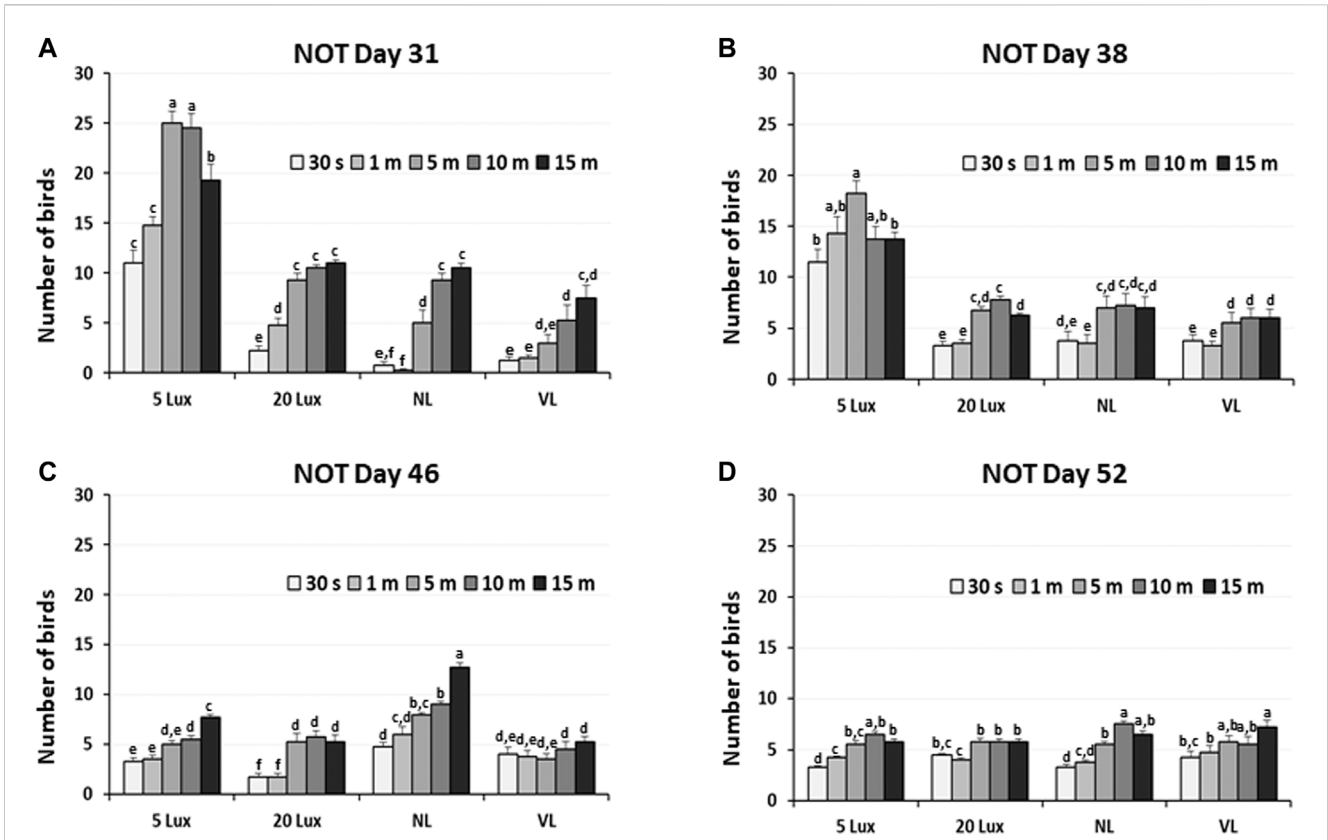 A
NOT Day 31
30
25
20
15
10
5
0
Number of birds
30 s 1 m 5 m 10 m 15 m
c c a a b
e d c c c
e,f f d c c
e e d,e d c,d
5 Lux 20 Lux NL VL
B
NOT Day 38
30
25
20
15
10
5
0
Number of birds
30 s 1 m 5 m 10 m 15 m
b a,b a a,b b
e e c,d c d
d,e e c,d c,d c,d
e e d d d
5 Lux 20 Lux NL VL
C
NOT Day 46
30
25
20
15
10
5
0
Number of birds
30 s 1 m 5 m 10 m 15 m
e e d,e d c
f f d d d
d c,d b,c b a
d,e d,e d,e d d
5 Lux 20 Lux NL VL
D
NOT Day 52
30
25
20
15
10
5
0
Number of birds
30 s 1 m 5 m 10 m 15 m
d c b,c a,b b
b,c c b b b
d c,d b a a,b
b,c b a,b a,b a
5 Lux 20 Lux NL VL